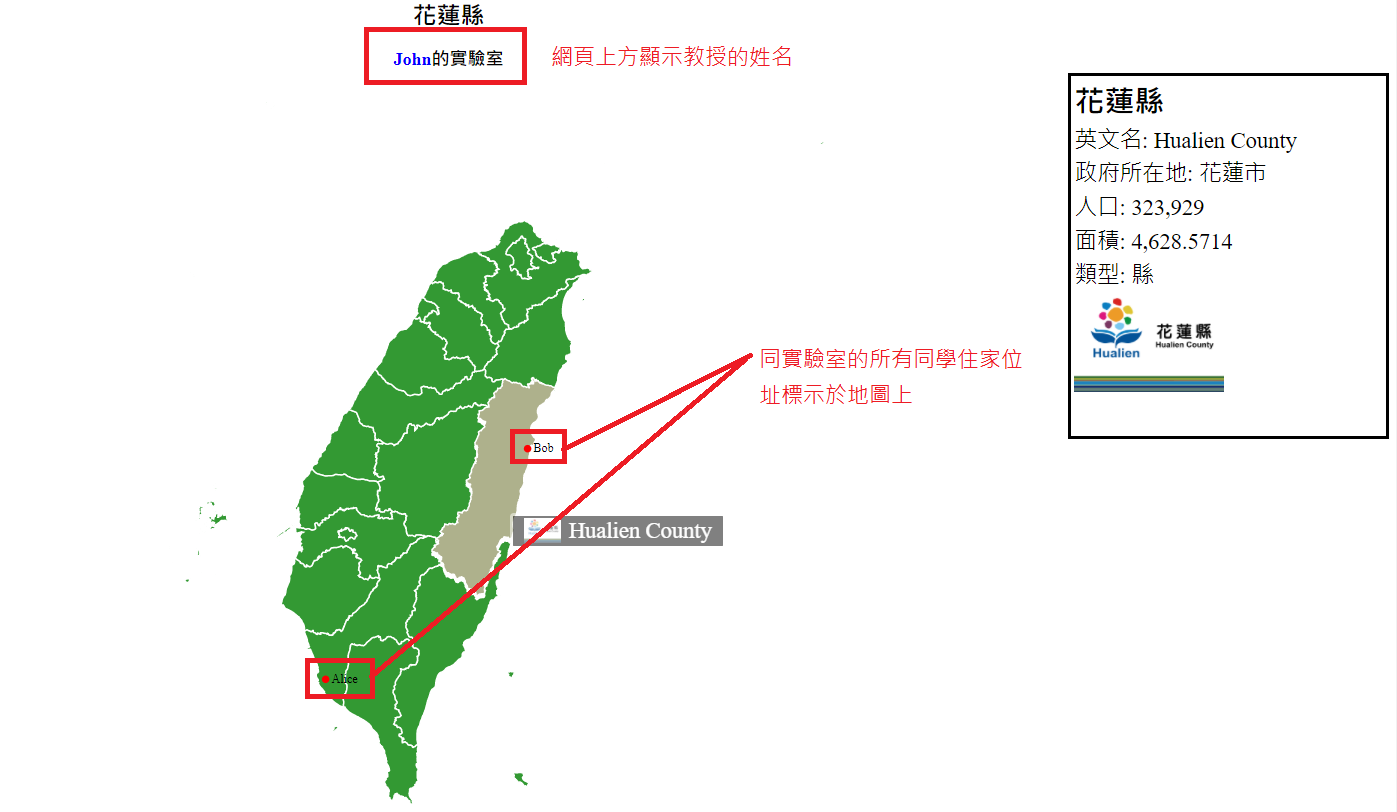 花蓮縣
John的實驗室
網頁上方顯示教授的姓名
花蓮縣
英文名: Hualien County
政府所在地: 花蓮市
人口: 323,929
面積: 4,628.5714
類型: 縣
花蓮縣
Hualien County
Hualien
同實驗室的所有同學住家位
址標示於地圖上
Bob
Hualien County
Alice